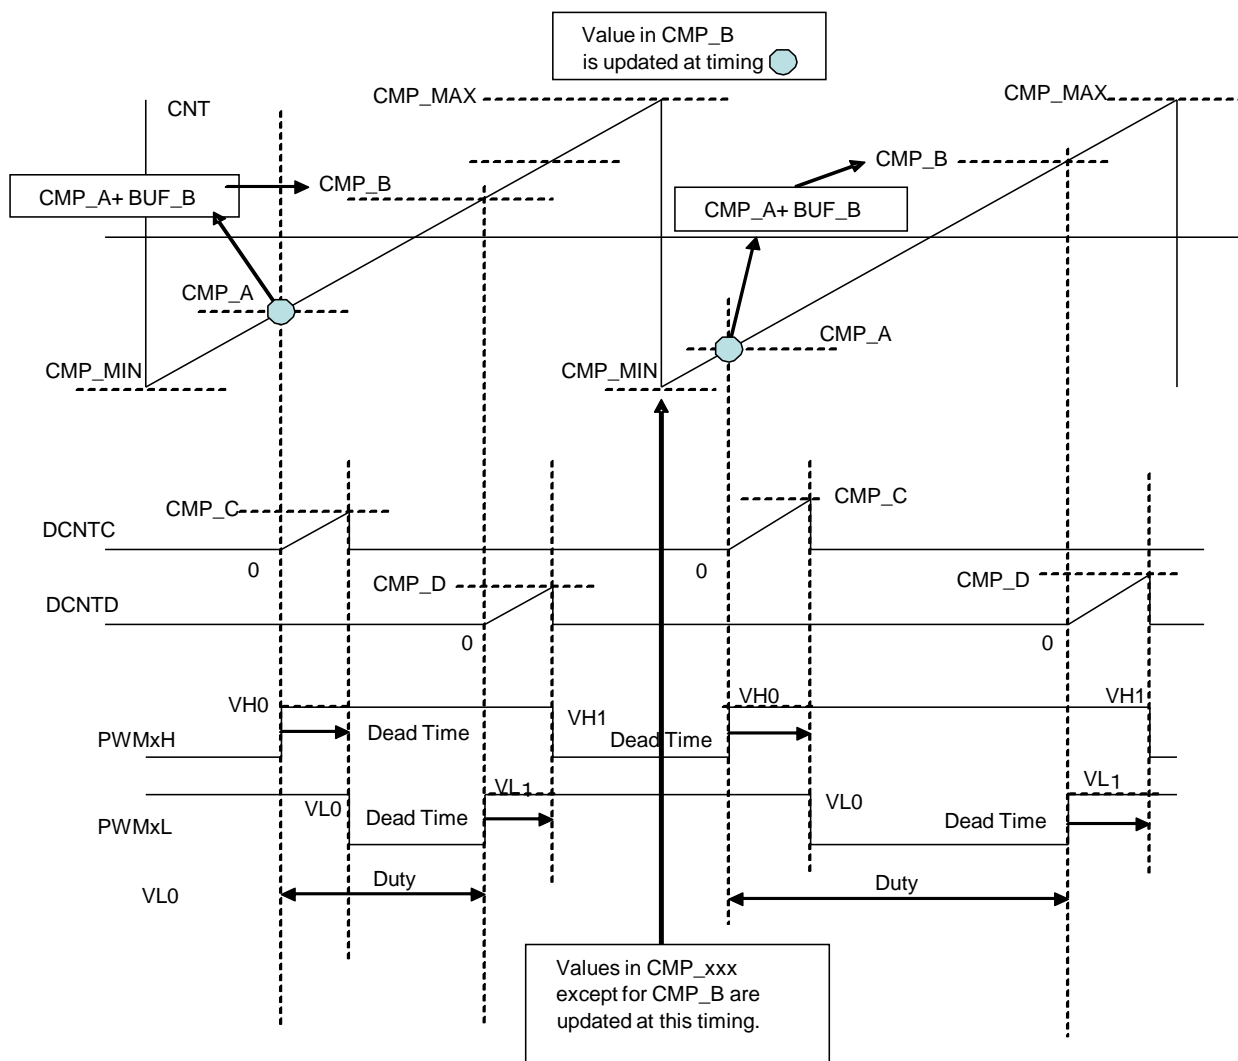 Value in CMP_B
is updated at timing
CNT
CMP_MAX
CMP_MAX
CMP_B
CMP_B
CMP_A+ BUF_B
CMP_A+ BUF_B
CMP_A
CMP_A
CMP_MIN
CMP_MIN
CMP_C
CMP_C
DCNTC
0
0
CMP_D
CMP_D
DCNTD
0
0
VH0
VH1
VH0
VH1
PWMxH
Dead Time
Dead Time
VL0
VL1
VL0
VL1
PWMxL
Dead Time
Dead Time
VL0
Duty
Duty
Values in CMP_xxx
except for CMP_B are
updated at this timing.